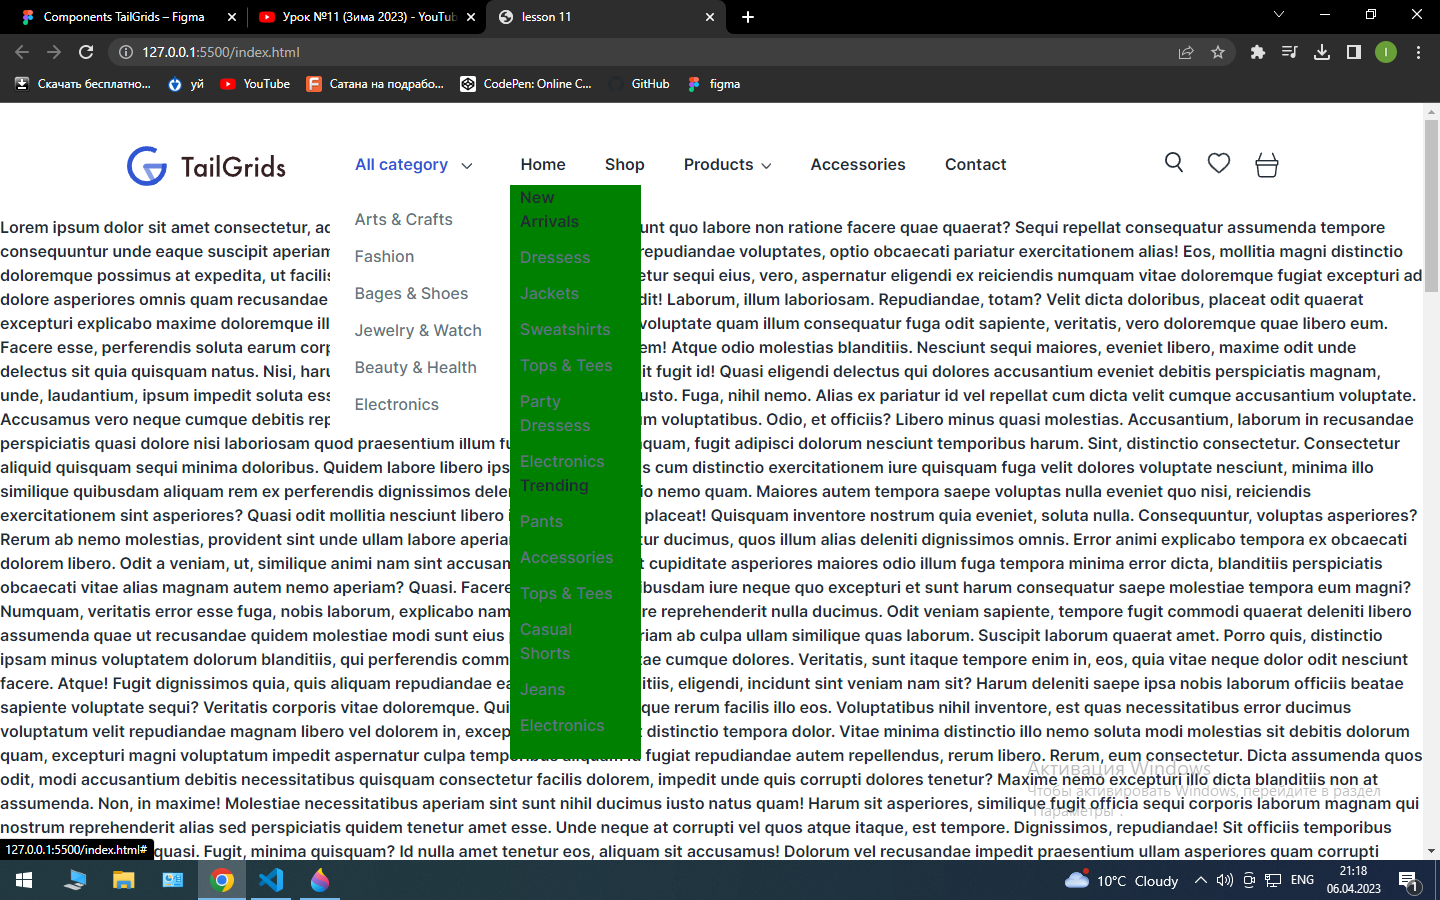 Components TailGrids – Figma
Урок №11 (Зима 2023) - YouTub
lesson 11
127.0.0.1:5500/index.html
I
Скачать бесплатно...
уй
YouTube
Сатана на подрабо...
CodePen: Online C...
GitHub
figma
TailGrids
All category
Home
Shop
Products
Accessories
Contact
Arts & Crafts
Fashion
Bages & Shoes
Jewelry & Watch
Beauty & Health
Electronics
New
Arrivals
Dressess
Jackets
Sweatshirts
Tops & Tees
Party
Dressess
Electronics
Trending
Pants
Accessories
Tops & Tees
Casual
Shorts
Jeans
Electronics
Lorem ipsum dolor sit amet consectetur, ad unt quo labore non ratione facere quae quaerat? Sequi repellat consequatur assumenda tempore
consequuntur unde eaque suscipit aperiam repudiandae voluptates, optio obcaecati pariatur exercitationem alias! Eos, mollitia magni distinctio
doloremque possimus at expedita, ut facilis etur sequi eius, vero, aspernatur eligendi ex reiciendis numquam vitae doloremque fugiat excepturi ad
dolore asperiores omnis quam recusandae dit! Laborum, illum laboriosam. Repudiandae, totam? Velit dicta doloribus, placeat odit quaerat
excepturi explicabo maxime doloremque ill voluptate quam illum consequatur fuga odit sapiente, veritatis, vero doloremque quae libero eum.
Facere esse, perferendis soluta earum corp em! Atque odio molestias blanditiis. Nesciunt sequi maiores, eveniet libero, maxime odit unde
delectus sit quia quisquam natus. Nisi, haru it fugit id! Quasi eligendi delectus qui dolores accusantium eveniet debitis perspiciatis magnam,
unde, laudantium, ipsum impedit soluta ess usto. Fuga, nihil nemo. Alias ex pariatur id vel repellat cum dicta velit cumque accusantium voluptate.
Accusamus vero neque cumque debitis rep m voluptatibus. Odio, et officiis? Libero minus quasi molestias. Accusantium, laborum in recusandae
perspiciatis quasi dolore nisi laboriosam quod praesentium illum fu quam, fugit adipisci dolorum nesciunt temporibus harum. Sint, distinctio consectetur. Consectetur
aliquid quisquam sequi minima doloribus. Quidem labore libero ips s cum distinctio exercitationem iure quisquam fuga velit dolores voluptate nesciunt, minima illo
similique quibusdam aliquam rem ex perferendis dignissimos dele io nemo quam. Maiores autem tempora saepe voluptas nulla eveniet quo nisi, reiciendis
exercitationem sint asperiores? Quasi odit mollitia nesciunt libero placeat! Quisquam inventore nostrum quia eveniet, soluta nulla. Consequuntur, voluptas asperiores?
Rerum ab nemo molestias, provident sint unde ullam labore aperia tur ducimus, quos illum alias deleniti dignissimos omnis. Error animi explicabo tempora ex obcaecati
dolorem libero. Odit a veniam, ut, similique animi nam sint accusan t cupiditate asperiores maiores odio illum fuga tempora minima error dicta, blanditiis perspiciatis
obcaecati vitae alias magnam autem nemo aperiam? Quasi. Facere ibusdam iure neque quo excepturi et sunt harum consequatur saepe molestiae tempora eum magni?
Numquam, veritatis error esse fuga, nobis laborum, explicabo nam re reprehenderit nulla ducimus. Odit veniam sapiente, tempore fugit commodi quaerat deleniti libero
assumenda quae ut recusandae quidem molestiae modi sunt eius riam ab culpa ullam similique quas laborum. Suscipit laborum quaerat amet. Porro quis, distinctio
ipsam minus voluptatem dolorum blanditiis, qui perferendis comm tae cumque dolores. Veritatis, sunt itaque tempore enim in, eos, quia vitae neque dolor odit nesciunt
facere. Atque! Fugit dignissimos quia, quis aliquam repudiandae ea itiis, eligendi, incidunt sint veniam nam sit? Harum deleniti saepe ipsa nobis laborum officiis beatae
sapiente voluptate sequi? Veritatis corporis vitae doloremque. Qui que rerum facilis illo eos. Voluptatibus nihil inventore, est quas necessitatibus error ducimus
voluptatum velit repudiandae magnam libero vel dolorem in, excep t distinctio tempora dolor. Vitae minima distinctio illo nemo soluta modi molestias sit debitis dolorum
quam, excepturi magni voluptatum impedit aspernatur culpa temporibus aliquam id fugiat repudiandae autem repellendus, rerum libero. Rerum, eum consectetur. Dicta assumenda quos
odit, modi accusantium debitis necessitatibus quisquam consectetur facilis dolorem, impedit unde quis corrupti dolores tenetur? Maxime nemo excepturi illo dicta blanditiis non at
assumenda. Non, in maxime! Molestiae necessitatibus aperiam sint sunt nihil ducimus iusto natus quam! Harum sit asperiores, similique fugit officia sequi corporis laborum magnam qui
nostrum reprehenderit alias sed perspiciatis quidem tenetur amet esse. Unde neque at corrupti vel quos atque itaque, est tempore. Dignissimos, repudiandae! Sit officiis temporibus
quasi. Fugit, minima quisquam? Id nulla amet tenetur eos, aliquam sit accusamus! Dolorum vel recusandae impedit praesentium ullam asperiores quam corrupti
Активация Windows
Чтобы активировать Windows, перейдите в раздел
"Параметры".
127.0.0.1:5500/index.html#
10°C Cloudy
ENG
21:18
06.04.2023
1